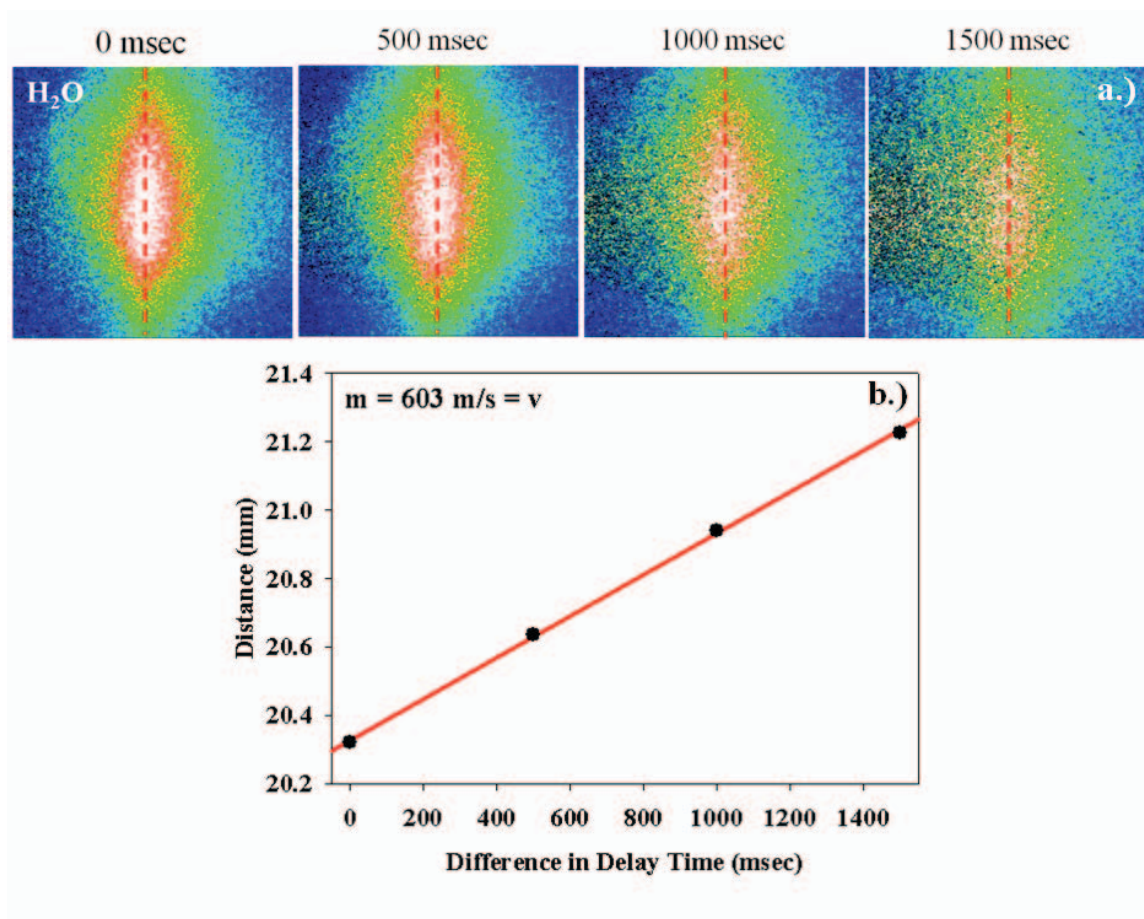 0 msec 500 msec 1000 msec 1500 msec
H₂O a.)
m = 603 m/s = v b.)
21.4
21.2
21.0
20.8
20.6
20.4
20.2
Distance (mm)
0 200 400 600 800 1000 1200 1400
Difference in Delay Time (msec)